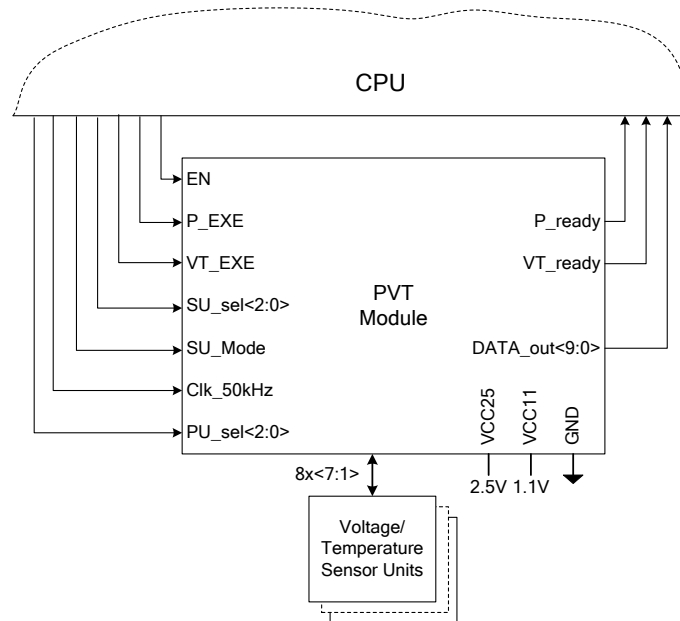 CPU
EN
P_EXE
VT_EXE
SU_sel<2:0>
SU_Mode
Clk_50kHz
PU_sel<2:0>
PVT
Module
P_ready
VT_ready
DATA_out<9:0>
VCC25
VCC11
GND
2.5V
1.1V
8x<7:1>
Voltage/
Temperature
Sensor Units